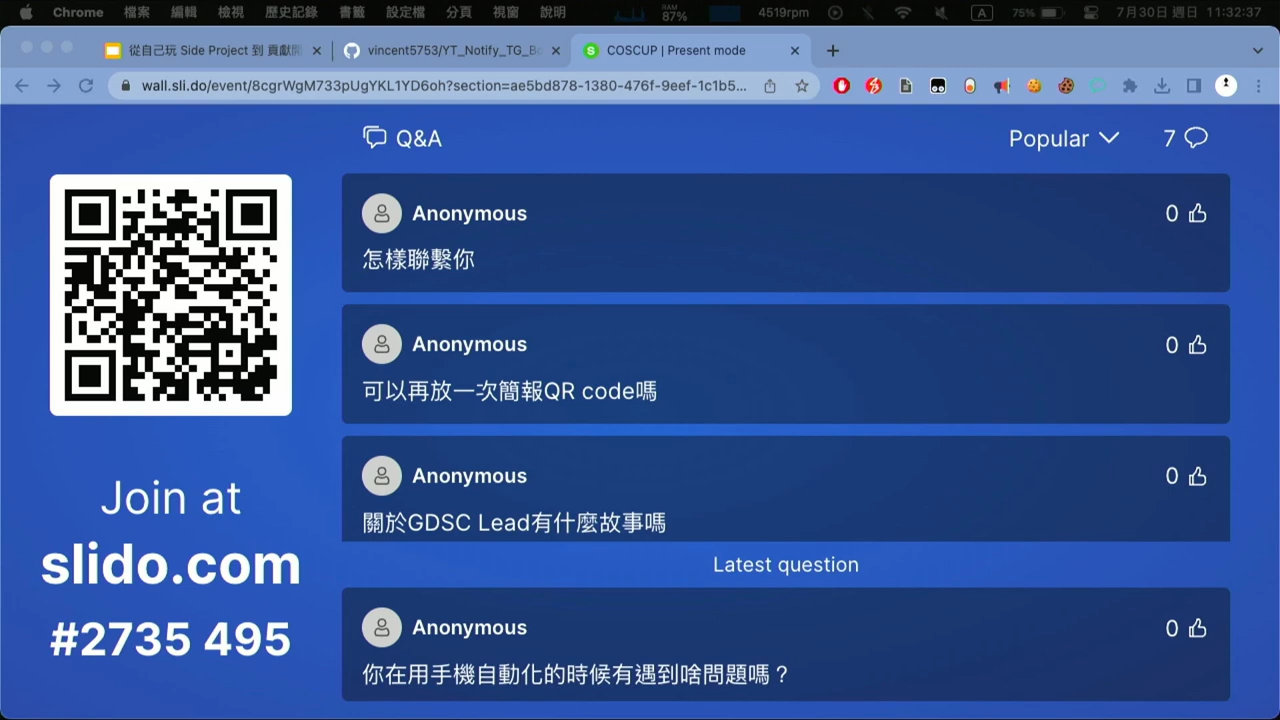 Chrome 檔案 編輯 檢視 歷史記錄 書籤 設定檔 分頁 視窗 說明 RAM 87% 4519rpm A 75% 7月30日 週日 11:32:37
從自己玩 Side Project 到 貢獻開 vincent5753/YT_Notify_TG_Bo COSCUP | Present mode
wall.sli.do/event/8cgrWgM733pUgYKL1YD6oh?section=ae5bd878-1380-476f-9eef-1c1b5...
Q&A Popular 7
Anonymous 0
怎樣聯繫你
Anonymous 0
可以再放一次簡報QR code嗎
Anonymous 0
關於GDSC Lead有什麼故事嗎
Latest question
Anonymous 0
你在用手機自動化的時候有遇到啥問題嗎？
Join at
slido.com
#2735 495